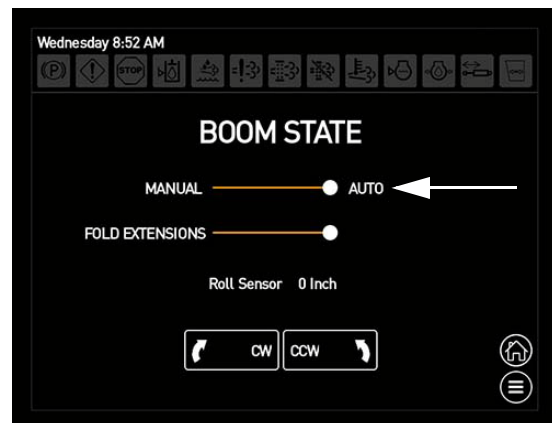 Wednesday 8:52 AM
(P) STOP
BOOM STATE
MANUAL AUTO
FOLD EXTENSIONS
Roll Sensor 0 Inch
CW CCW